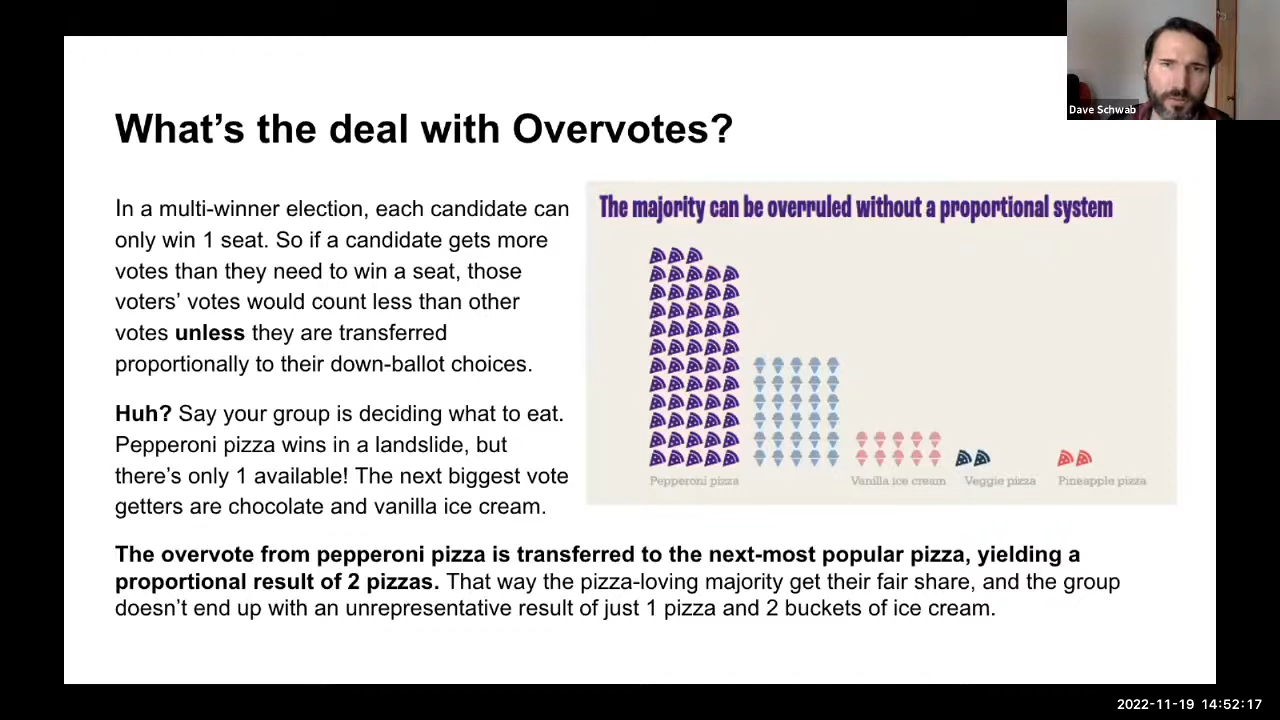 Dave Schwab
What's the deal with Overvotes?
In a multi-winner election, each candidate can
only win 1 seat. So if a candidate gets more
votes than they need to win a seat, those
voters' votes would count less than other
votes unless they are transferred
proportionally to their down-ballot choices.
Huh? Say your group is deciding what to eat.
Pepperoni pizza wins in a landslide, but
there's only 1 available! The next biggest vote
getters are chocolate and vanilla ice cream.
The majority can be overruled without a proportional system
Pepperoni pizza
Vanilla ice cream
Veggie pizza
Pineapple pizza
The overvote from pepperoni pizza is transferred to the next-most popular pizza, yielding a
proportional result of 2 pizzas. That way the pizza-loving majority get their fair share, and the group
doesn't end up with an unrepresentative result of just 1 pizza and 2 buckets of ice cream.
2022-11-19 14:52:17